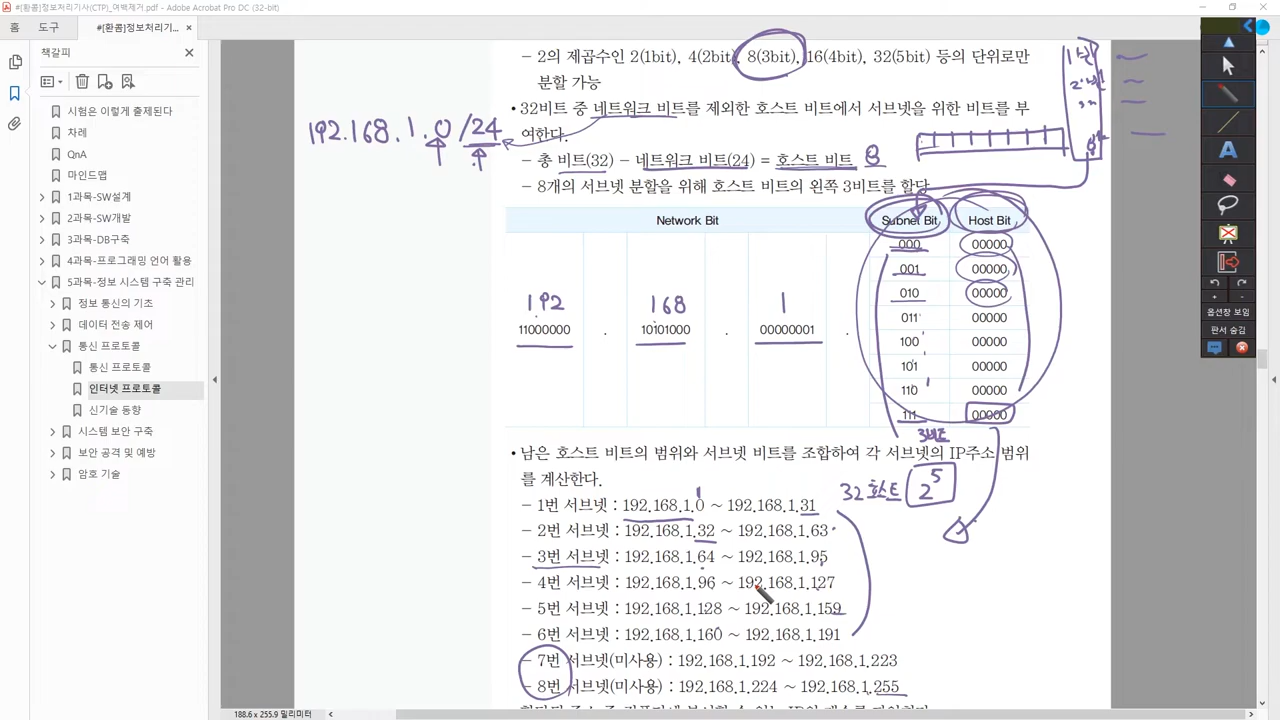 #[환콤]정보처리기사(CTP)_여백제거.pdf - Adobe Acrobat Pro DC (32-bit)
홈 도구 #[환콤]정보처리기... ×
책갈피
시험은 이렇게 출제된다
차례
QnA
마인드맵
1과목-SW설계
2과목-SW개발
3과목-DB구축
4과목-프로그래밍 언어 활용
5과목-정보 시스템 구축 관리
정보 통신의 기초
데이터 전송 제어
통신 프로토콜
통신 프로토콜
인터넷 프로토콜
신기술 동향
시스템 보안 구축
보안 공격 및 예방
암호 기술
- 2의 제곱수인 2(1bit), 4(2bit), 8(3bit), 16(4bit), 32(5bit) 등의 단위로만
분할 가능
• 32비트 중 네트워크 비트를 제외한 호스트 비트에서 서브넷을 위한 비트를 부
여한다.
192.168.1.0/24
- 총 비트(32) - 네트워크 비트(24) = 호스트 비트 8
- 8개의 서브넷 분할을 위해 호스트 비트의 왼쪽 3비트를 할당
Network Bit Subnet Bit Host Bit
000 00000
001 00000
010 00000
192 168 1
011 00000
11000000 . 10101000 . 00000001 .
100 00000
101 00000
110 00000
111 00000
3비트
• 남은 호스트 비트의 범위와 서브넷 비트를 조합하여 각 서브넷의 IP주소 범위
를 계산한다.
32 호스트 2^5
- 1번 서브넷 : 192.168.1.0 ~ 192.168.1.31
- 2번 서브넷 : 192.168.1.32 ~ 192.168.1.63
- 3번 서브넷 : 192.168.1.64 ~ 192.168.1.95
- 4번 서브넷 : 192.168.1.96 ~ 192.168.1.127
- 5번 서브넷 : 192.168.1.128 ~ 192.168.1.159
- 6번 서브넷 : 192.168.1.160 ~ 192.168.1.191
- 7번 서브넷(미사용) : 192.168.1.192 ~ 192.168.1.223
- 8번 서브넷(미사용) : 192.168.1.224 ~ 192.168.1.255
옵션창 보임
판서 숨김
188.6 x 255.9 밀리미터